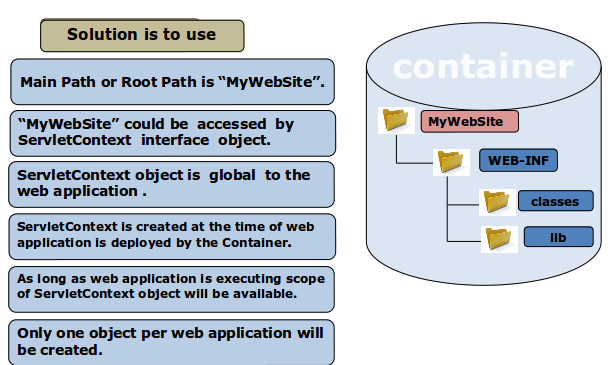 Solution is to use
Main Path or Root Path is “MyWebSite”.
“MyWebSite” could be accessed by
ServletContext interface object.
ServletContext object is global to the
web application .
ServletContext is created at the time of web
application is deployed by the Container.
As long as web application is executing scope
of ServletContext object will be available.
Only one object per web application will
be created.
container
MyWebSite
WEB-INF
classes
lib